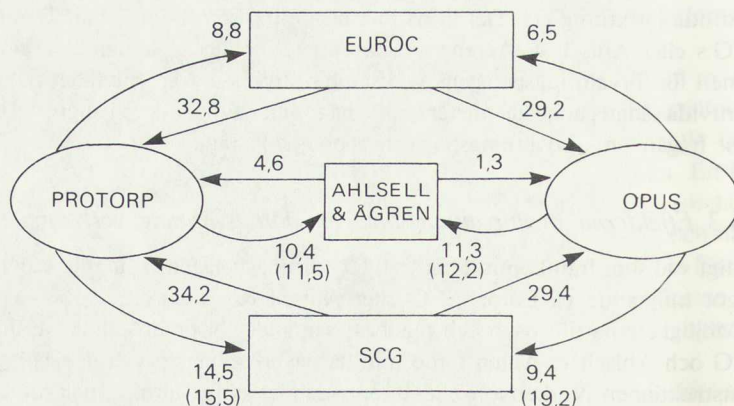 8,8
EUROC
6,5
32,8
29,2
4,6
1,3
PROTORP
AHLSELL
& ÄGREN
OPUS
10,4
(11,5)
11,3
(12,2)
34,2
29,4
SCG
14,5
(15,5)
9,4
(19,2)